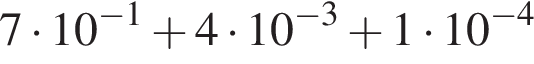 7 · 10⁻¹ + 4 · 10⁻³ + 1 · 10⁻⁴